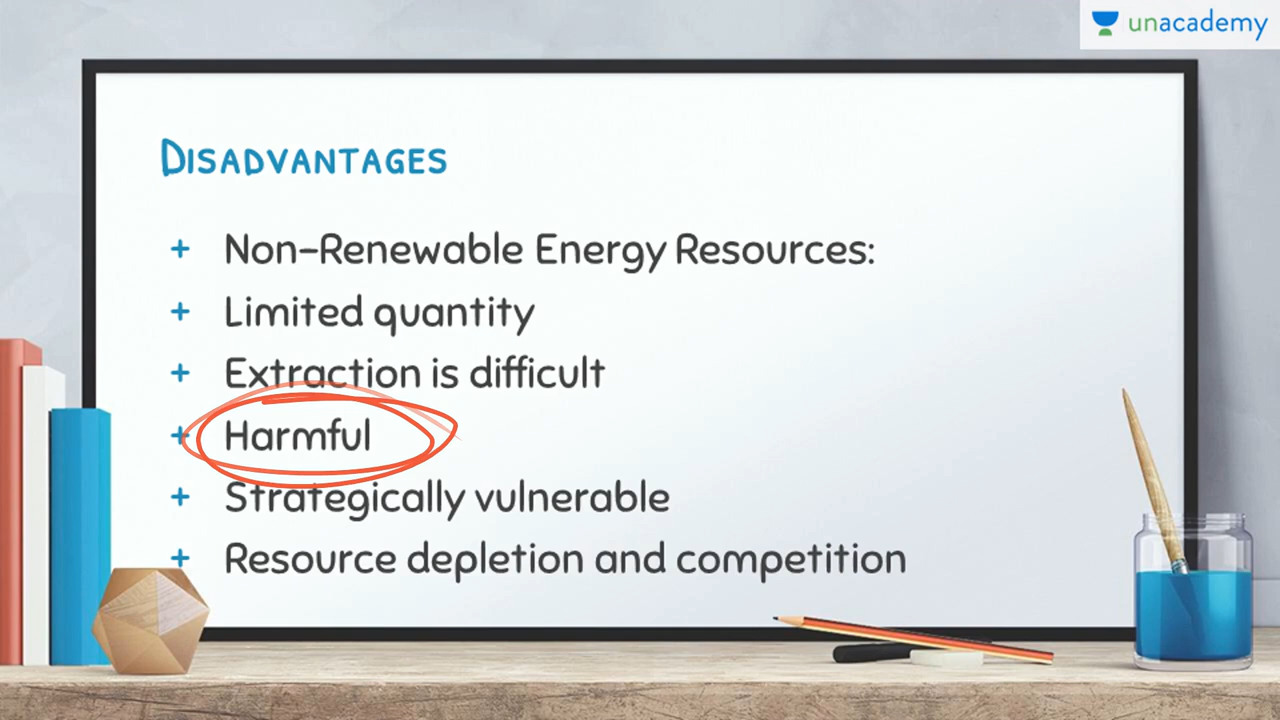 unacademy
Disadvantages
+ Non-Renewable Energy Resources:
+ Limited quantity
+ Extraction is difficult
+ Harmful
+ Strategically vulnerable
+ Resource depletion and competition